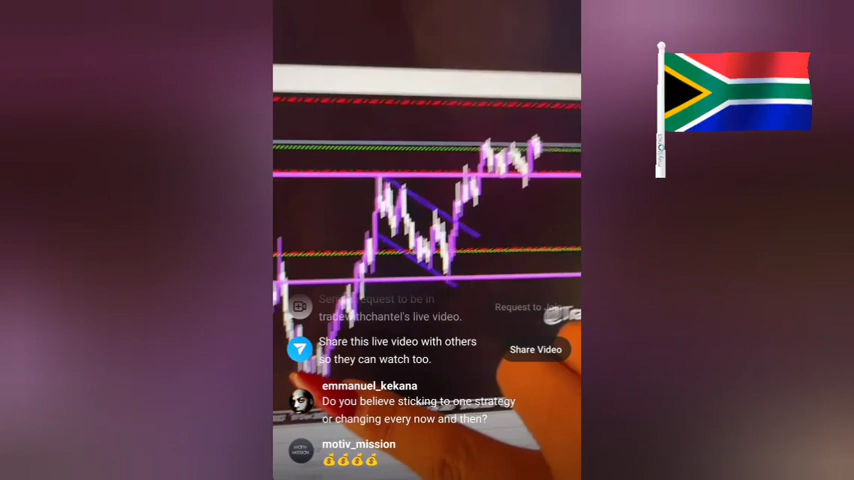 Send a request to be in
tradewithchantel's live video.
Request to Join
Share this live video with others
so they can watch too.
Share Video
emmanuel_kekana
Do you believe sticking to one strategy
or changing every now and then?
motiv_mission
💰💰💰💰